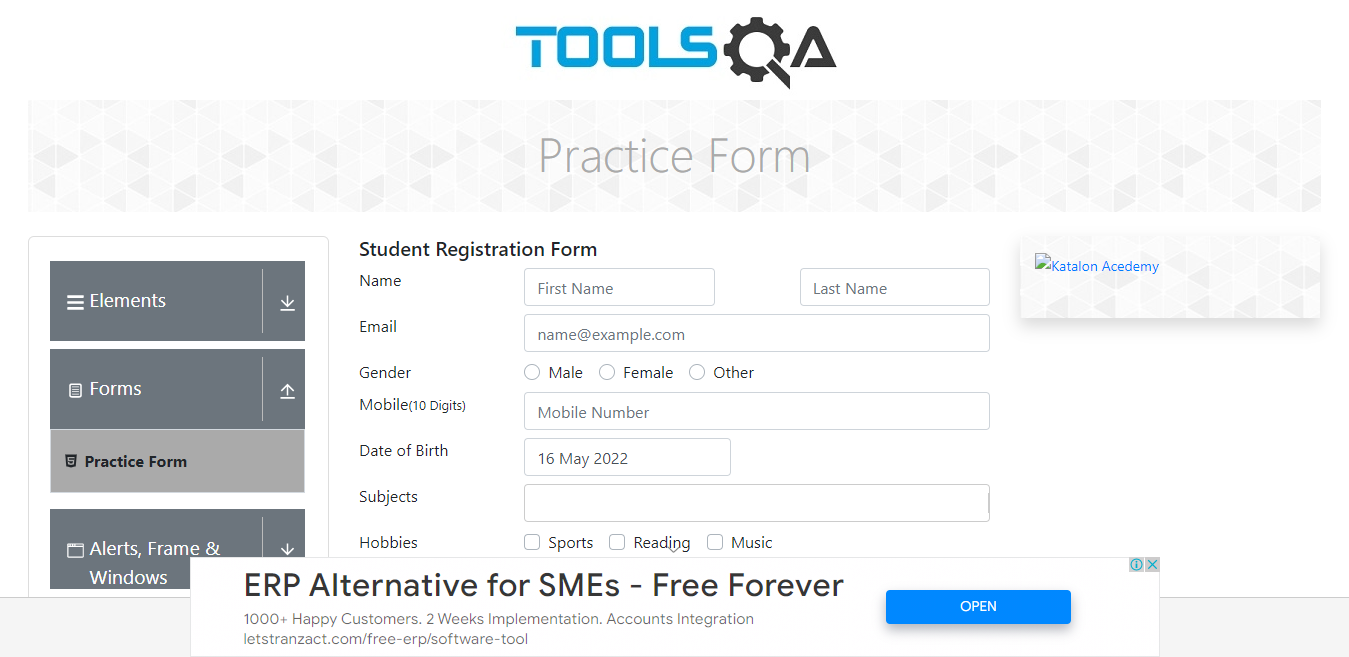 TOOLSQA
Practice Form
Elements
Forms
Practice Form
Alerts, Frame &
Windows
Student Registration Form
Name
First Name
Last Name
Email
name@example.com
Gender
Male
Female
Other
Mobile(10 Digits)
Mobile Number
Date of Birth
16 May 2022
Subjects
Hobbies
Sports
Reading
Music
Katalon Acedemy
ERP Alternative for SMEs - Free Forever
1000+ Happy Customers. 2 Weeks Implementation. Accounts Integration
letstranzact.com/free-erp/software-tool
OPEN